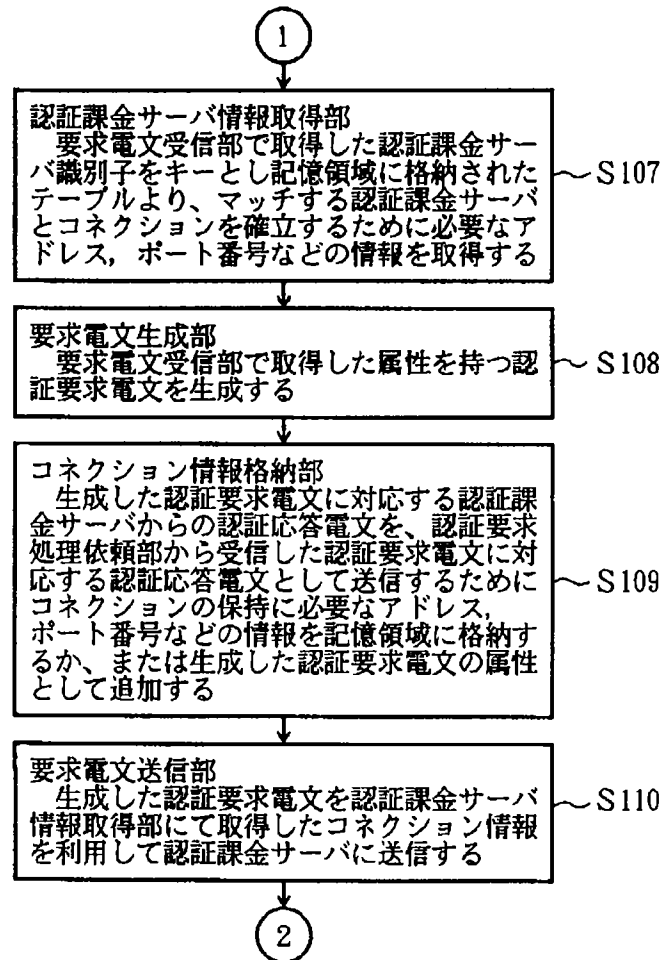 1
認証課金サーバ情報取得部
要求電文受信部で取得した認証課金サー
バ識別子をキーとし記憶領域に格納された
テーブルより、マッチする認証課金サーバ
とコネクションを確立するために必要なア
ドレス，ポート番号などの情報を取得する
S107
要求電文生成部
要求電文受信部で取得した属性を持つ認
証要求電文を生成する
S108
コネクション情報格納部
生成した認証要求電文に対応する認証課
金サーバからの認証応答電文を、認証要求
処理依頼部から受信した認証要求電文に対
応する認証応答電文として送信するために
コネクションの保持に必要なアドレス，
ポート番号などの情報を記憶領域に格納す
るか、または生成した認証要求電文の属性
として追加する
S109
要求電文送信部
生成した認証要求電文を認証課金サーバ
情報取得部にて取得したコネクション情報
を利用して認証課金サーバに送信する
S110
2